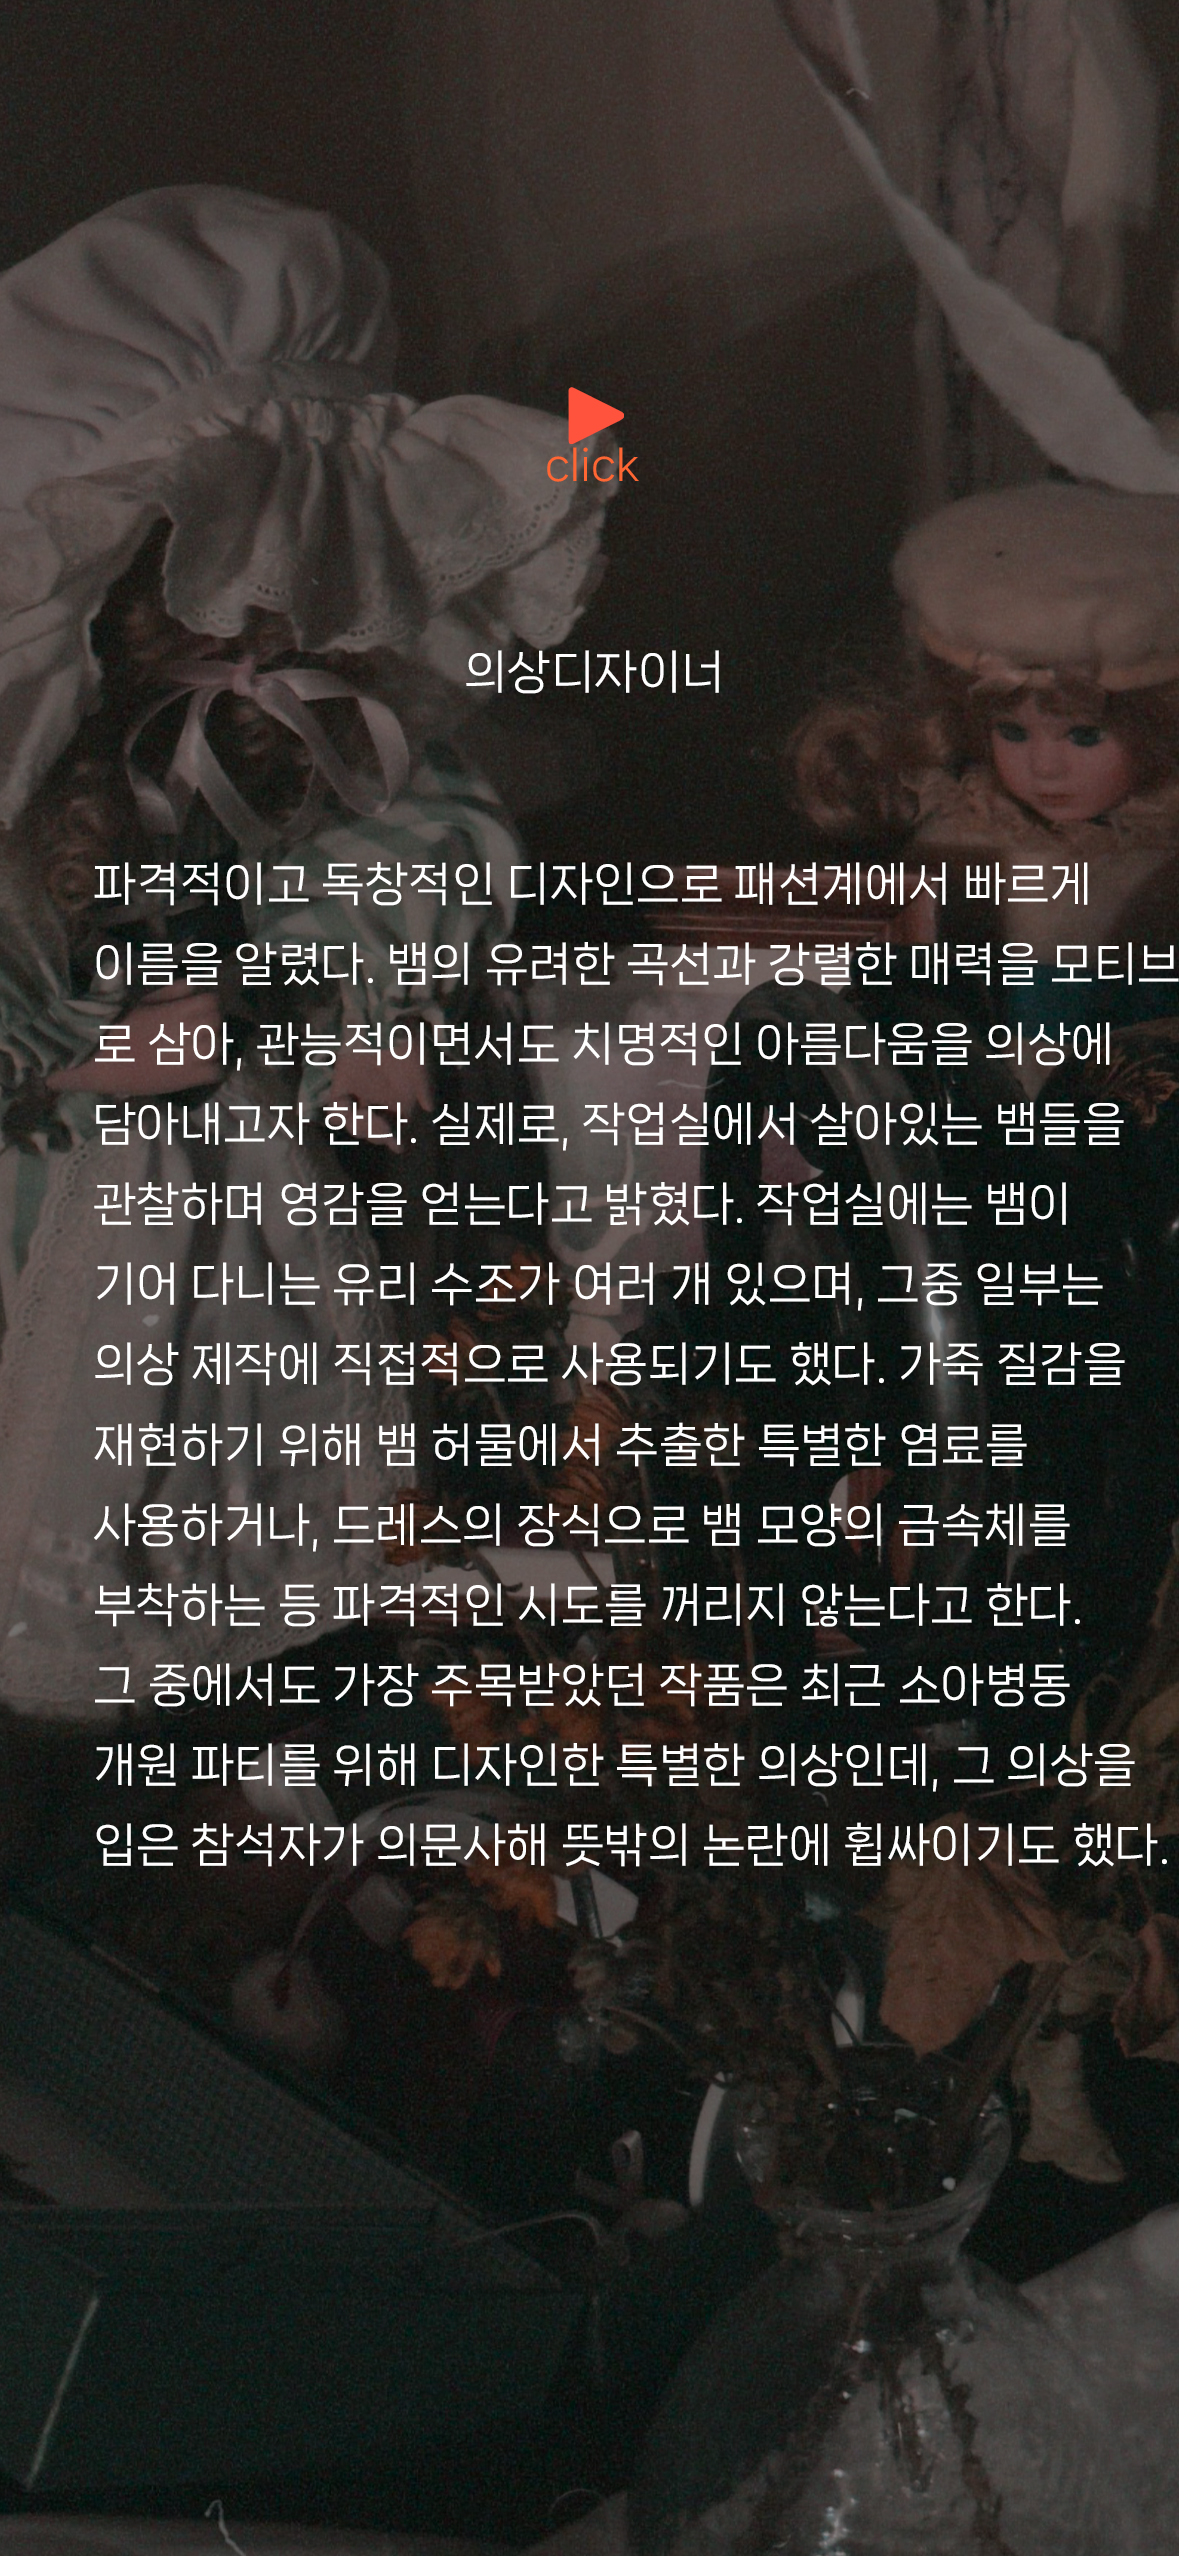 click
의상디자이너
파격적이고 독창적인 디자인으로 패션계에서 빠르게
이름을 알렸다. 뱀의 유려한 곡선과 강렬한 매력을 모티브
로 삼아, 관능적이면서도 치명적인 아름다움을 의상에
담아내고자 한다. 실제로, 작업실에서 살아있는 뱀들을
관찰하며 영감을 얻는다고 밝혔다. 작업실에는 뱀이
기어 다니는 유리 수조가 여러 개 있으며, 그중 일부는
의상 제작에 직접적으로 사용되기도 했다. 가죽 질감을
재현하기 위해 뱀 허물에서 추출한 특별한 염료를
사용하거나, 드레스의 장식으로 뱀 모양의 금속체를
부착하는 등 파격적인 시도를 꺼리지 않는다고 한다.
그 중에서도 가장 주목받았던 작품은 최근 소아병동
개원 파티를 위해 디자인한 특별한 의상인데, 그 의상을
입은 참석자가 의문사해 뜻밖의 논란에 휩싸이기도 했다.